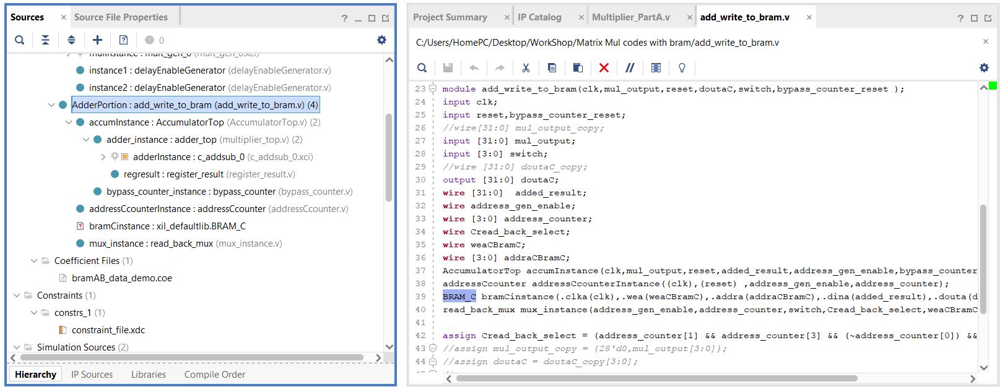 Sources × Source File Properties ? _
0
mulInstance : mult_gen_0 (mult_gen_0.xci)
instance1 : delayEnableGenerator (delayEnableGenerator.v)
instance2 : delayEnableGenerator (delayEnableGenerator.v)
AdderPortion : add_write_to_bram (add_write_to_bram.v) (4)
accumInstance : AccumulatorTop (AccumulatorTop.v) (2)
adder_instance : adder_top (multiplier_top.v) (2)
adderInstance : c_addsub_0 (c_addsub_0.xci)
regresult : register_result (register_result.v)
bypass_counter_instance : bypass_counter (bypass_counter.v)
addressCcounterInstance : addressCcounter (addressCcounter.v)
? bramCinstance : xil_defaultlib.BRAM_C
mux_instance : read_back_mux (mux_instance.v)
Coefficient Files (1)
bramAB_data_demo.coe
Constraints (1)
constrs_1 (1)
constraint_file.xdc
Simulation Sources (2)
Hierarchy IP Sources Libraries Compile Order
Project Summary × IP Catalog × Multiplier_PartA.v × add_write_to_bram.v × ?
C:/Users/HomePC/Desktop/WorkShop/Matrix Mul codes with bram/add_write_to_bram.v ×
23 module add_write_to_bram(clk,mul_output,reset,doutaC,switch,bypass_counter_reset );
24 input clk;
25 input reset,bypass_counter_reset;
26 //wire[31:0] mul_output_copy;
27 input [31:0] mul_output;
28 input [3:0] switch;
29 //wire [31:0] doutaC_copy;
30 output [31:0] doutaC;
31 wire [31:0]  added_result;
32 wire address_gen_enable;
33 wire [3:0] address_counter;
34 wire Cread_back_select;
35 wire weaCBramC;
36 wire [3:0] addraCBramC;
37 AccumulatorTop accumInstance(clk,mul_output,reset,added_result,address_gen_enable,bypass_counter
38 addressCcounter addressCcounterInstance((clk),(reset) ,address_gen_enable,address_counter);
39 BRAM_C bramCinstance(.clka(clk),.wea(weaCBramC),.addra(addraCBramC),.dina(added_result),.douta(d
40 read_back_mux mux_instance(address_gen_enable,address_counter,switch,Cread_back_select,weaCBramC
41
42 assign Cread_back_select = (address_counter[1] && address_counter[3] && (~address_counter[0]) &&
43 //assign mul_output_copy = {28'd0,mul_output[3:0]};
44 //assign doutaC = doutaC_copy[3:0];